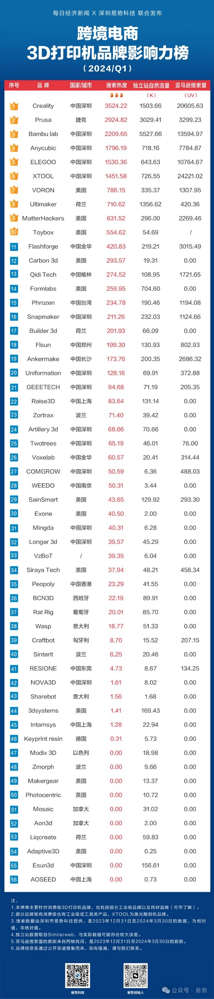 每日经济新闻 X 深圳易势科技 联合发布
跨境电商
3D打印机品牌影响力榜
（2024/Q1）
序号 品 牌 国家/城市 搜索热度 独立站自然流量 亚马逊搜索量
（K） （UV）
1 Creality 中国深圳 3524.22 1503.66 20605.63
2 Prusa 捷克 2924.82 3029.41 3299.23
3 Bambu lab 中国深圳 2209.65 5527.66 13594.97
4 Anycubic 中国深圳 1796.19 718.16 7784.87
5 ELEGOO 中国深圳 1530.36 643.63 10764.67
6 XTOOL 中国深圳 1451.58 726.55 24221.02
7 VORON 美国 786.15 335.37 1307.95
8 Ultimaker 荷兰 710.62 1356.62 420.36
9 MatterHackers 美国 631.52 296.00 2269.46
10 Toybox 美国 554.62 54.69 /
11 Flashforge 中国金华 420.83 219.21 3015.49
12 Carbon 3d 美国 293.57 19.31 0.00
13 Qidi Tech 中国榆林 274.52 108.95 1721.65
14 Formlabs 美国 259.95 704.60 0.00
15 Phrozen 中国台湾 234.78 190.46 1194.08
16 Snapmaker 中国深圳 211.26 232.03 1124.66
17 Builder 3d 荷兰 201.93 66.09 0.00
18 Flsun 中国郑州 199.30 130.93 802.93
19 Ankermake 中国长沙 173.76 200.35 2686.32
20 Uniformation 中国深圳 128.16 69.91 372.88
21 GEEETECH 中国深圳 94.68 71.19 205.35
22 Raise3D 中国上海 83.64 131.14 0.00
23 Zortrax 波兰 71.40 39.42 0.00
24 Artillery 3d 中国深圳 68.66 70.66 0.00
25 Twotrees 中国深圳 65.19 46.01 76.00
26 Voxelab 中国金华 60.57 20.41 314.44
27 COMGROW 中国深圳 50.59 6.36 488.03
28 WEEDO 中国南京 50.31 3.44 0.00
29 SainSmart 美国 43.65 129.92 293.30
30 Exone 美国 40.50 2.00 0.00
31 Mingda 中国深圳 40.31 6.28 0.00
32 Longer 3d 中国深圳 39.57 45.29 0.00
33 VzBoT / 39.35 6.04 0.00
34 Siraya Tech 美国 37.94 48.21 458.34
35 Peopoly 中国香港 23.29 41.55 0.00
36 BCN3D 西班牙 22.19 89.91 0.00
37 Rat Rig 葡萄牙 20.01 85.70 0.00
38 Wasp 意大利 18.77 51.33 0.00
39 Craftbot 匈牙利 8.70 15.52 207.15
40 Sinterit 波兰 6.25 20.46 0.00
41 RESIONE 中国东莞 4.73 8.67 134.25
42 NOVA3D 中国深圳 1.61 8.02 0.00
43 Sharebot 意大利 1.56 1.68 0.00
44 3dsystems 美国 1.41 169.43 0.00
45 Intamsys 中国上海 1.28 22.94 0.00
46 Keyprint resin 德国 0.31 5.73 0.00
47 Modix 3D 以色列 0.00 18.98 0.00
48 Zmorph 波兰 0.00 9.66 0.00
49 Makergear 美国 0.00 13.37 0.00
50 Photocentric 英国 0.00 10.72 0.00
51 Mosaic 加拿大 0.00 31.02 0.00
52 Aon3d 加拿大 0.00 2.00 0.00
53 Liqcreate 荷兰 0.00 59.83 0.00
54 Adaptive3D 美国 0.00 0.25 0.00
55 Esun3d 中国深圳 0.00 156.61 0.00
56 AOSEED 中国上海 0.00 0.73 0.00
注：
1.本榜单主要针对消费级3D打印机品牌，也包括部分工业级品牌以及耗材品牌（可作了解）。
2.部分品牌既有消费级也有工业级或工具类产品，XTOOL为激光雕刻机品牌。
3.搜索数据由深圳市易势科技提供，是2023年12月31日至2024年3月30日的数据，为相对
值，非绝对值。
4.独立站数据取自Similarweb，与实际数值可能存在较大误差。
5.亚马逊搜索量的数据来自西柚找词，是2023年12月31日至2024年3月30日的数据。
6.品牌信息系通过公开渠道搜集而来，如有错漏，请与我们联系。
易势科技 易势创始人
公众号 · 易势